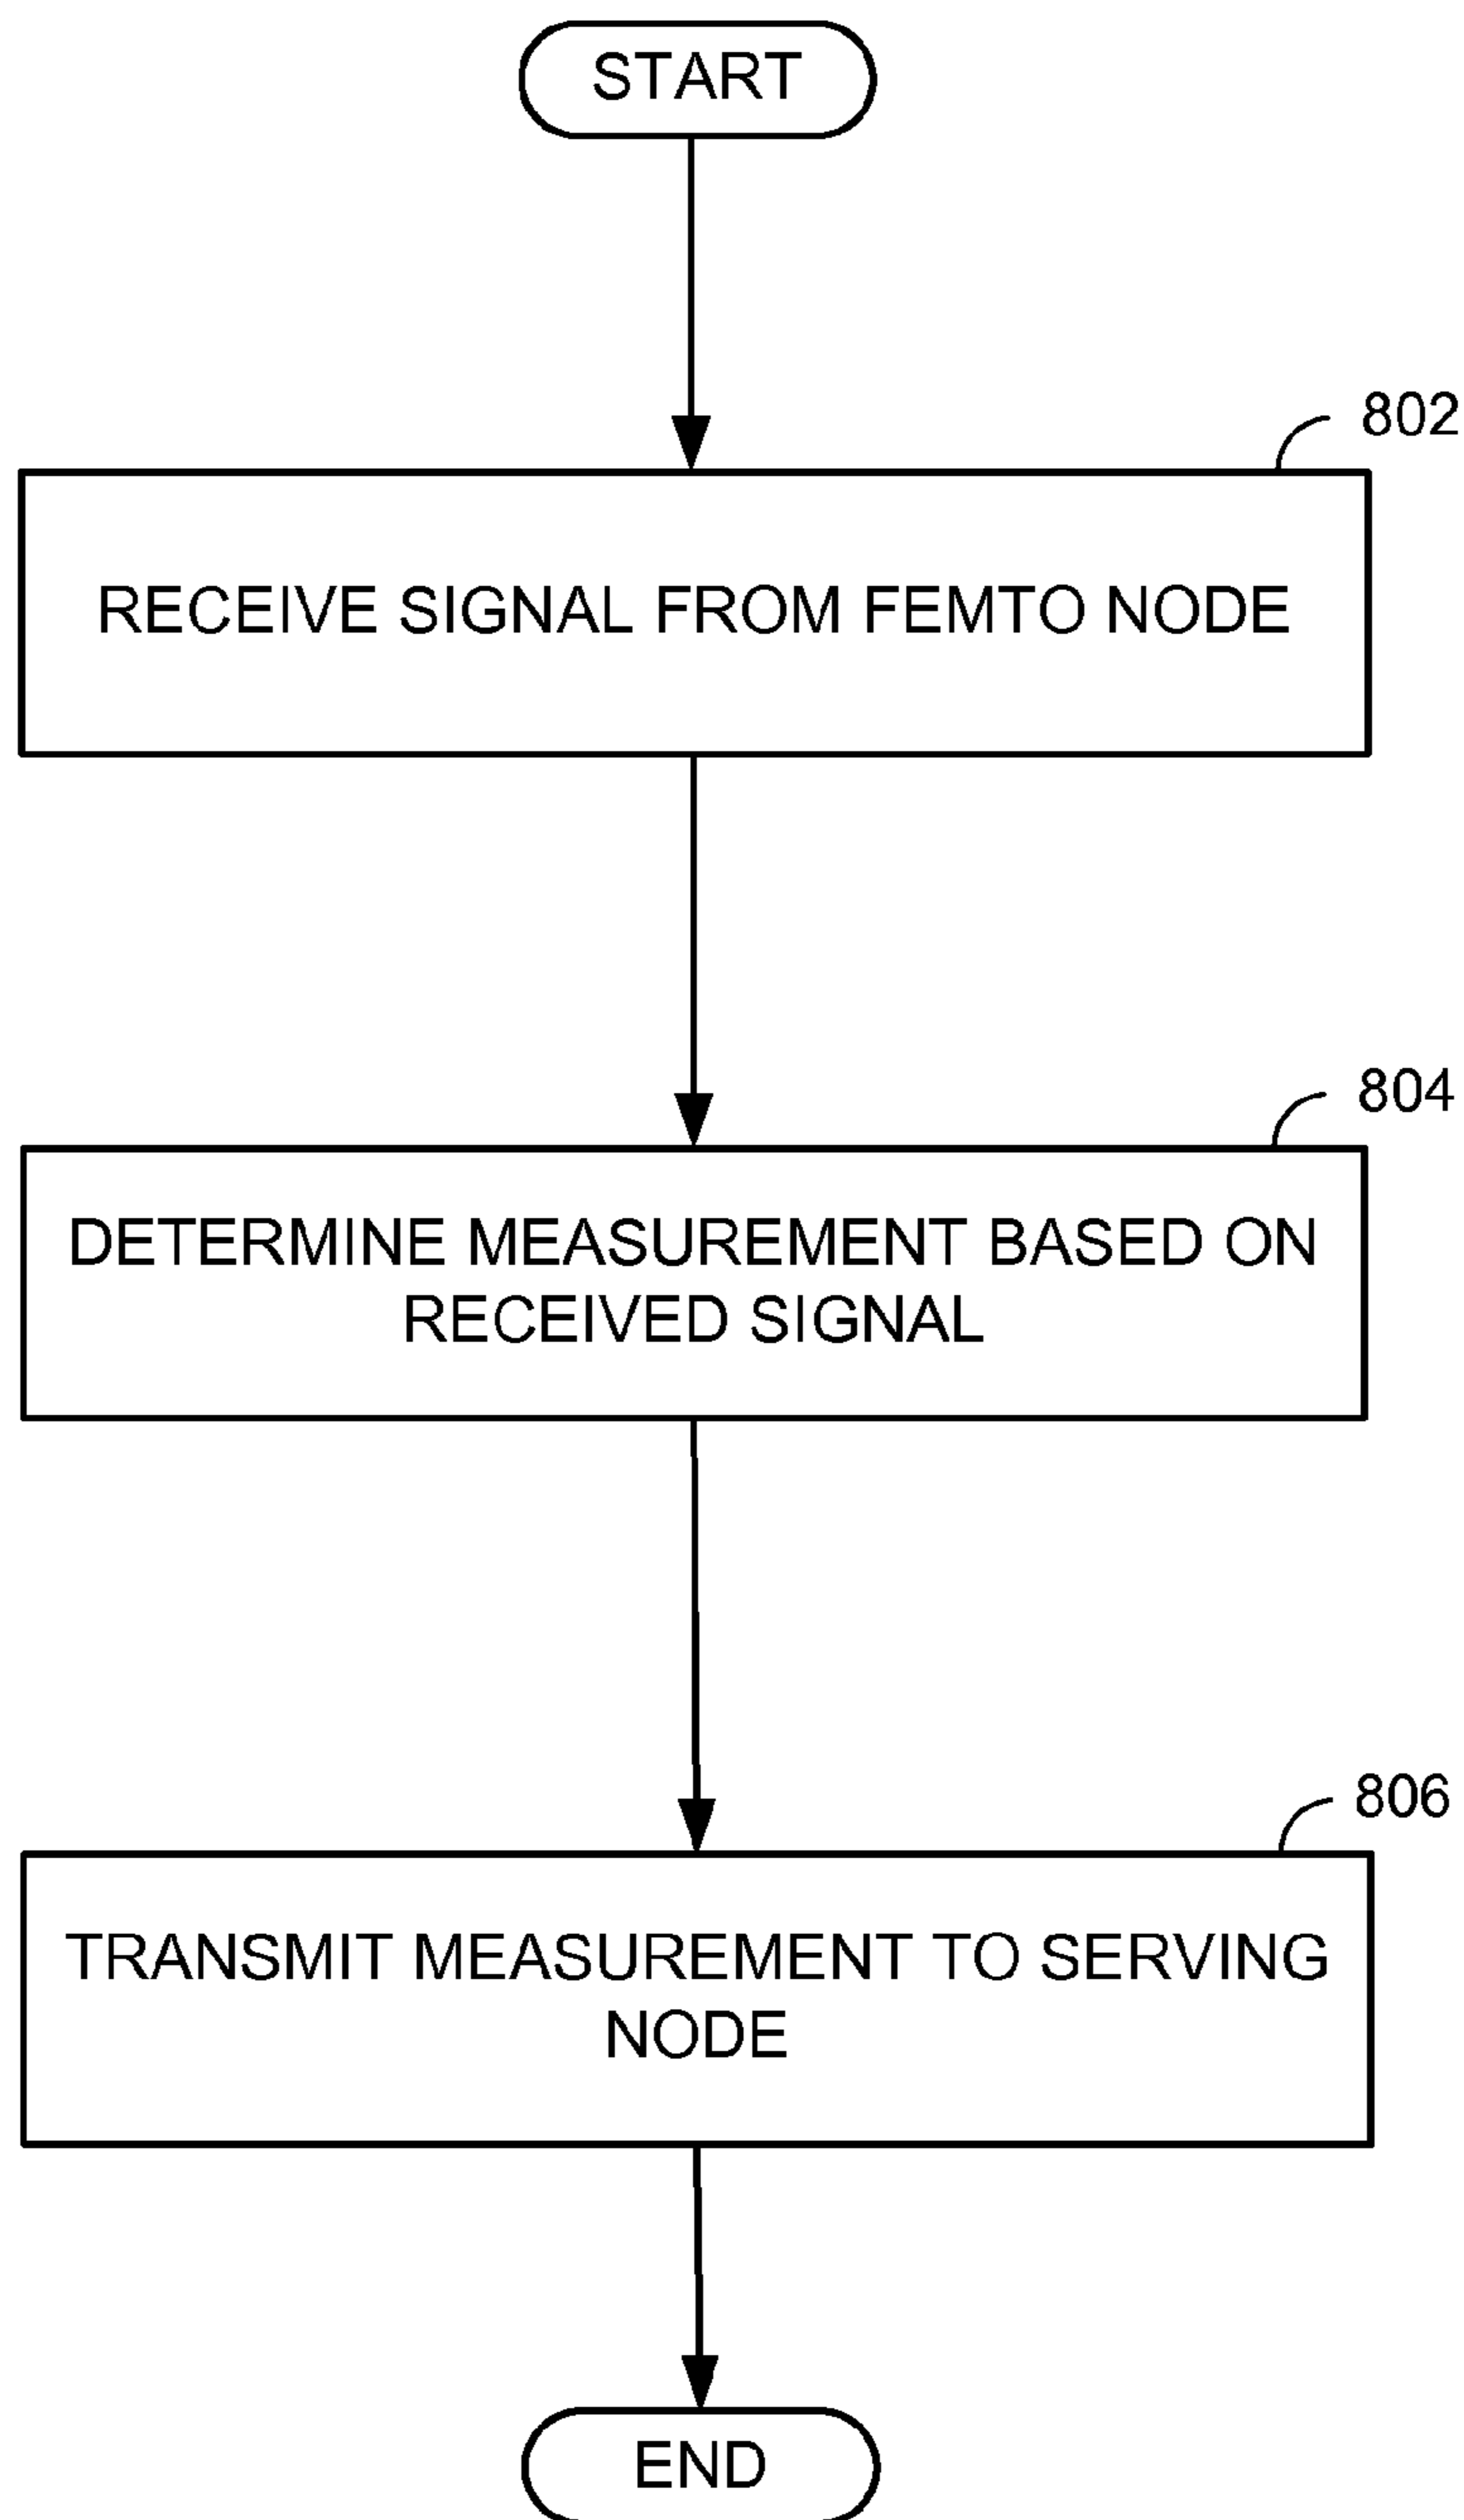 START
802
RECEIVE SIGNAL FROM FEMTO NODE
804
DETERMINE MEASUREMENT BASED ON
RECEIVED SIGNAL
806
TRANSMIT MEASUREMENT TO SERVING
NODE
END